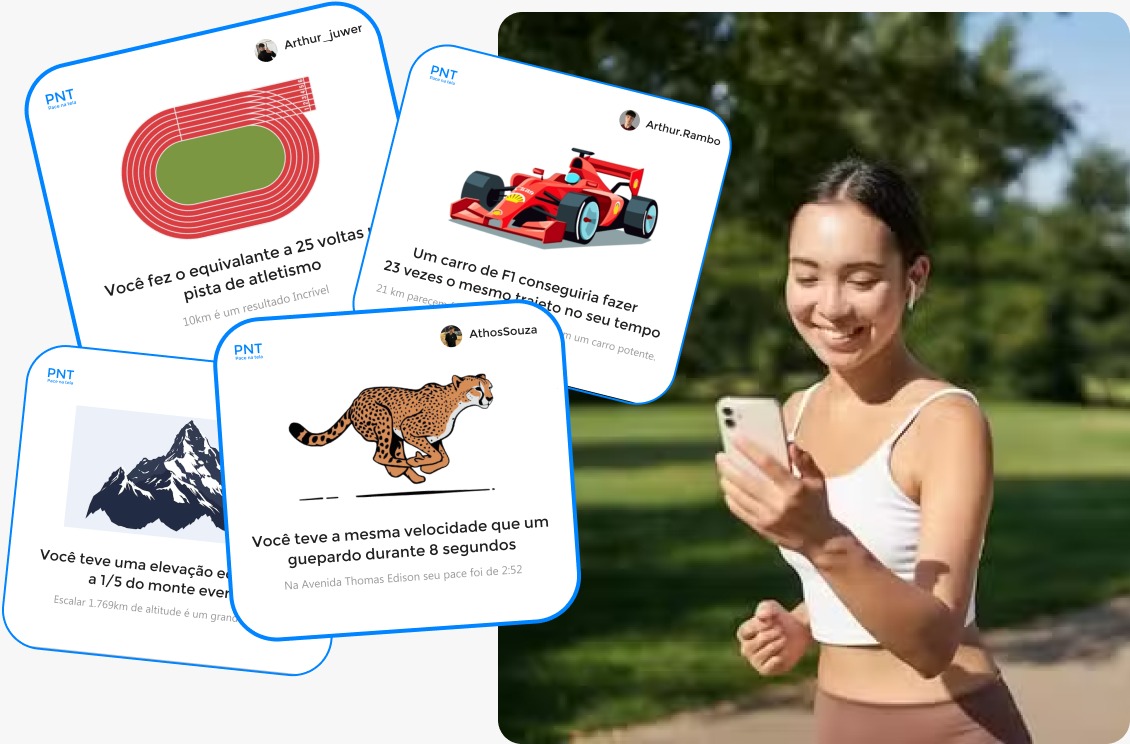 Arthur_juwer
PNT
Pace na tela
Você fez o equivalante a 25 voltas
pista de atletismo
10km é um resultado Incrível
PNT
Pace na tela
Arthur.Rambo
Um carro de F1 conseguiria fazer
23 vezes o mesmo trajeto no seu tempo
21 km parecem
um carro potente.
PNT
Pace na tela
Você teve uma elevação
a 1/5 do monte
Escalar 1.769km de altitude é um
AthosSouza
PNT
Pace na tela
Você teve a mesma velocidade que um
guepardo durante 8 segundos
Na Avenida Thomas Edison seu pace foi de 2:52